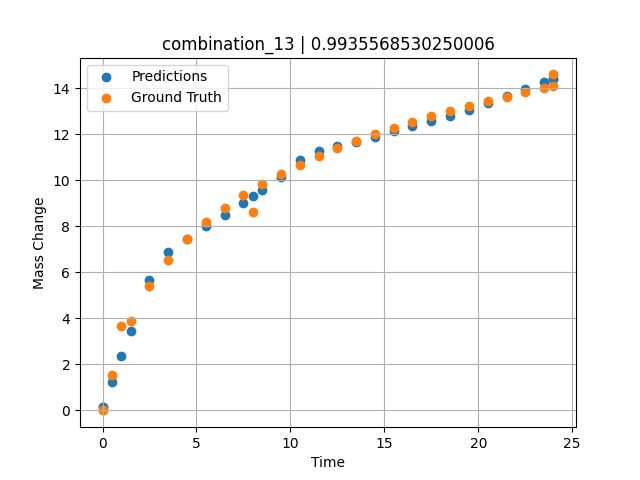 combination_13 | 0.9935568530250006
Predictions
Ground Truth
Mass Change
14
12
10
8
6
4
2
0
0 5 10 15 20 25
Time